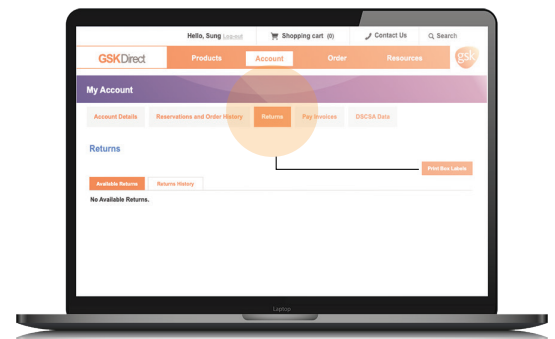 Hello, Sung Log out Shopping cart (0) Contact Us Search
GSKDirect Products Account Order Resources gsk
My Account
Account Details Reservations and Order History Returns Pay Invoices DSCSA Data
Returns
Print Box Labels
Available Returns Returns History
No Available Returns.
Laptop